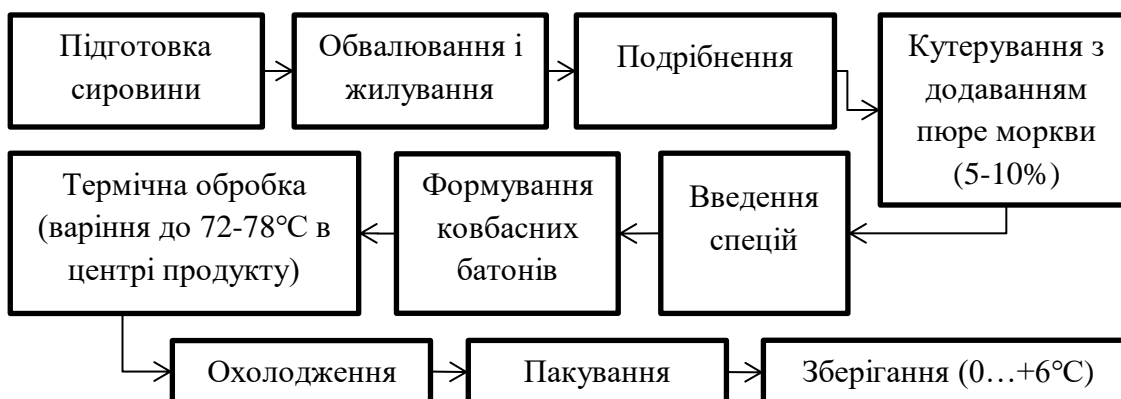 Підготовка
сировини
Обвалювання і
жилування
Подрібнення
Кутерування з
додаванням
пюре моркви
(5-10%)
Введення
спецій
Формування
ковбасних
батонів
Термічна обробка
(варіння до 72-78°С в
центрі продукту)
Охолодження
Пакування
Зберігання (0…+6°С)